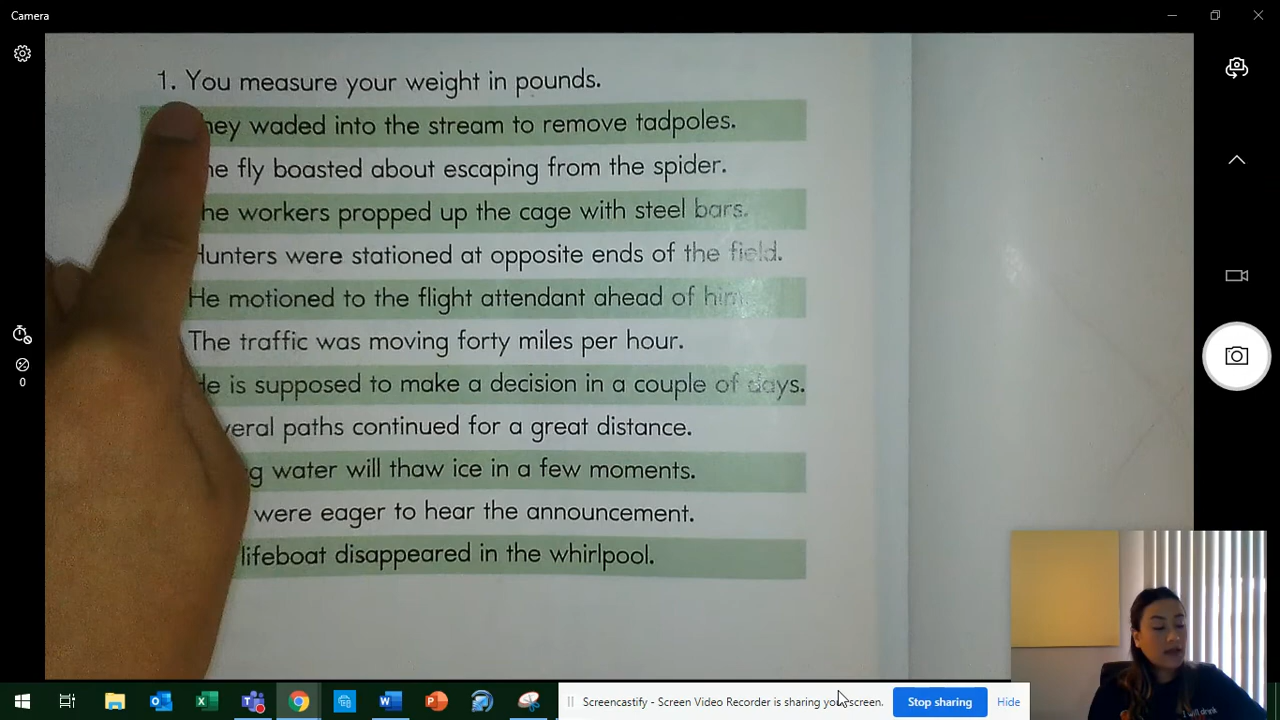 Camera
1. You measure your weight in pounds.
hey waded into the stream to remove tadpoles.
he fly boasted about escaping from the spider.
he workers propped up the cage with steel bars.
Hunters were stationed at opposite ends of the field.
He motioned to the flight attendant ahead of him
The traffic was moving forty miles per hour.
He is supposed to make a decision in a couple of days.
veral paths continued for a great distance.
g water will thaw ice in a few moments.
were eager to hear the announcement.
lifeboat disappeared in the whirlpool.
0
Screencastify - Screen Video Recorder is sharing your screen.
Stop sharing
Hide